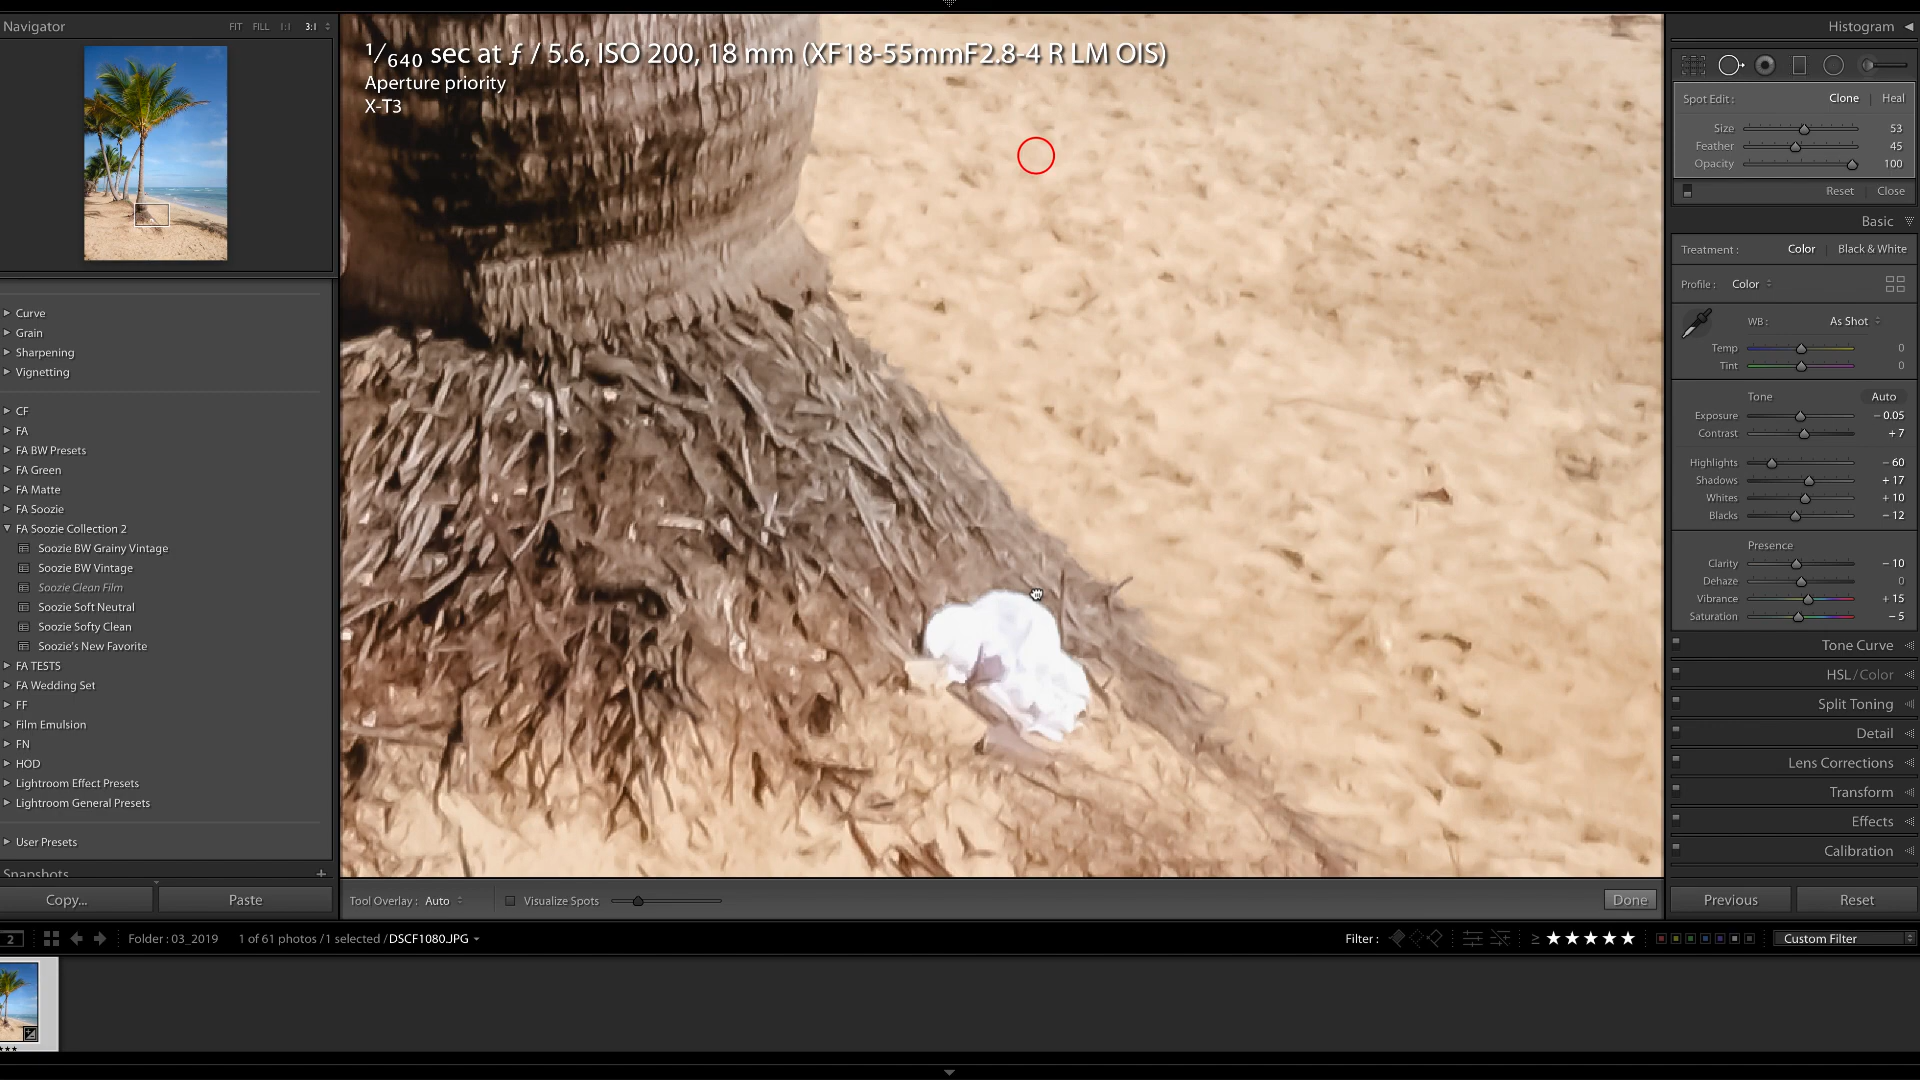 Navigator
FIT FILL 1:1 3:1
Curve
Grain
Sharpening
Vignetting
CF
FA
FA BW Presets
FA Green
FA Matte
FA Soozie
FA Soozie Collection 2
Soozie BW Grainy Vintage
Soozie BW Vintage
Soozie Clean Film
Soozie Soft Neutral
Soozie Softy Clean
Soozie's New Favorite
FA TESTS
FA Wedding Set
FF
Film Emulsion
FN
HOD
Lightroom Effect Presets
Lightroom General Presets
User Presets
Snapshots +
Copy... Paste
1/640 sec at ƒ / 5.6, ISO 200, 18 mm (XF18-55mmF2.8-4 R LM OIS)
Aperture priority
X-T3
Tool Overlay : Auto Visualize Spots Done
Histogram
Spot Edit : Clone | Heal
Size 53
Feather 45
Opacity 100
Reset Close
Basic
Treatment : Color Black & White
Profile : Color
WB : As Shot
Temp 0
Tint 0
Tone Auto
Exposure − 0.05
Contrast + 7
Highlights − 60
Shadows + 17
Whites + 10
Blacks − 12
Presence
Clarity − 10
Dehaze 0
Vibrance + 15
Saturation − 5
Tone Curve
HSL / Color
Split Toning
Detail
Lens Corrections
Transform
Effects
Calibration
Previous Reset
2 Folder : 03_2019 1 of 61 photos / 1 selected / DSCF1080.JPG Filter : ≥ ★★★★★ Custom Filter